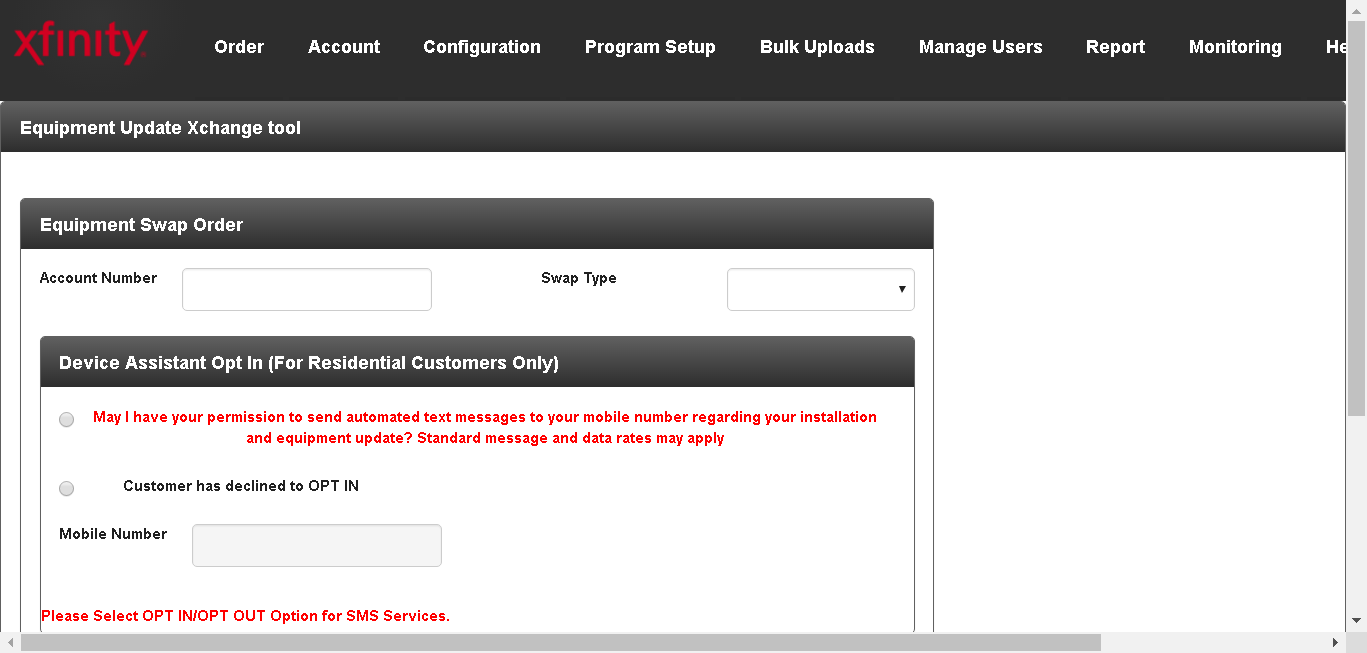 xfinity
Order Account Configuration Program Setup Bulk Uploads Manage Users Report Monitoring
Equipment Update Xchange tool
Equipment Swap Order
Account Number Swap Type
Device Assistant Opt In (For Residential Customers Only)
May I have your permission to send automated text messages to your mobile number regarding your installation
and equipment update? Standard message and data rates may apply
Customer has declined to OPT IN
Mobile Number
Please Select OPT IN/OPT OUT Option for SMS Services.